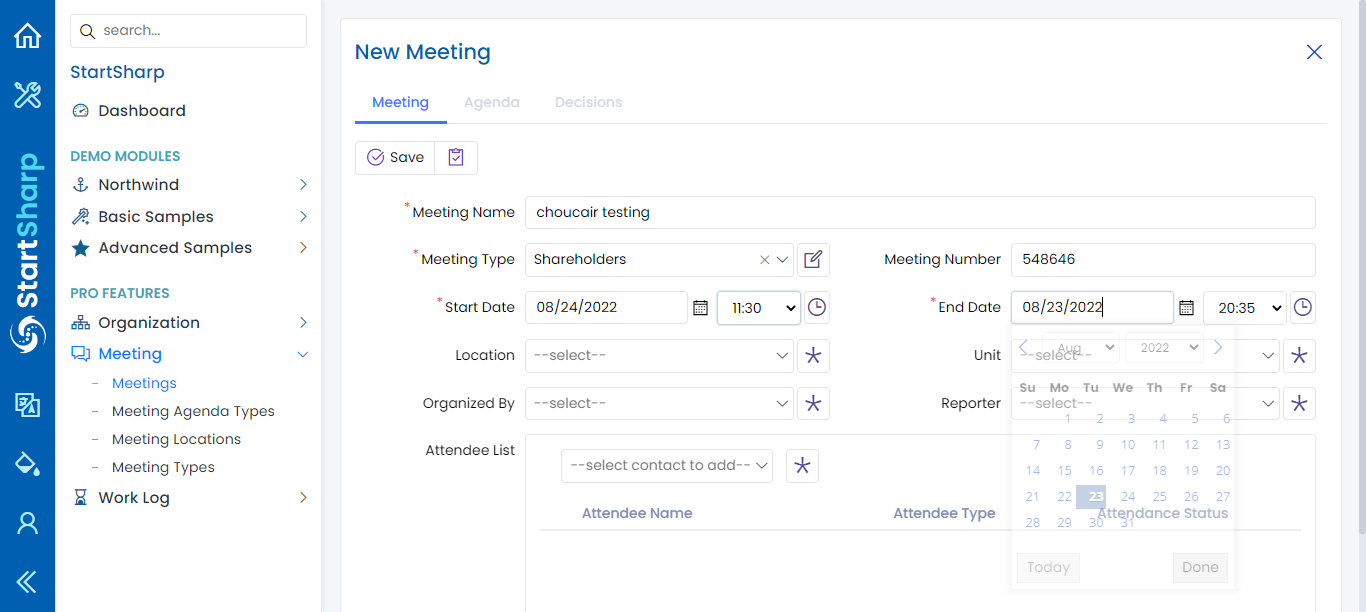 search...
StartSharp
Dashboard
DEMO MODULES
Northwind
Basic Samples
Advanced Samples
PRO FEATURES
Organization
Meeting
Meetings
Meeting Agenda Types
Meeting Locations
Meeting Types
Work Log
StartSharp
New Meeting
Meeting Agenda Decisions
Save
*Meeting Name choucair testing
*Meeting Type Shareholders Meeting Number 548646
*Start Date 08/24/2022 11:30 *End Date 08/23/2022 20:35
Location --select-- Unit --select--
Organized By --select-- Reporter --select--
Attendee List
--select contact to add--
Attendee Name Attendee Type Attendance Status
Aug 2022
Su Mo Tu We Th Fr Sa
1 2 3 4 5 6
7 8 9 10 11 12 13
14 15 16 17 18 19 20
21 22 23 24 25 26 27
28 29 30 31
Today Done